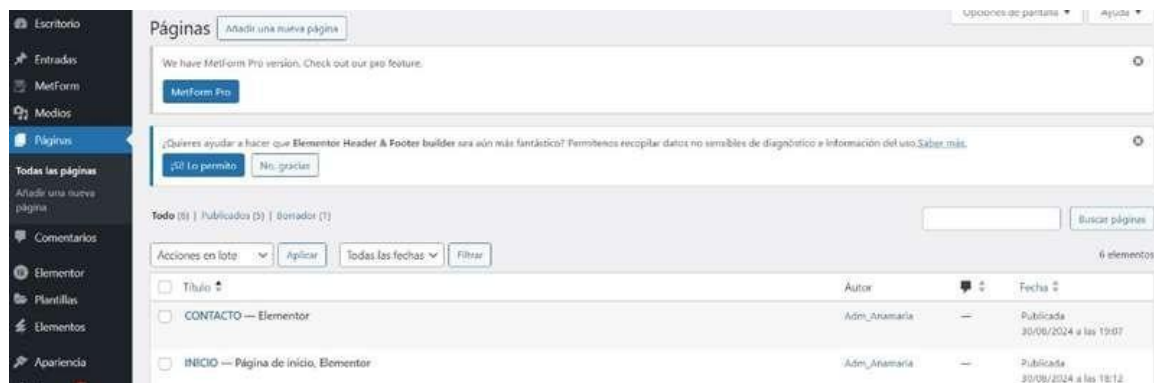 Escritorio
Entradas
MetForm
Medios
Páginas
Todas las páginas
Añadir una nueva
página
Comentarios
Elementor
Plantillas
Elementos
Apariencia
Opciones de pantalla
Ayuda
Páginas Añadir una nueva página
We have MetForm Pro version. Check out our pro feature.
MetForm Pro
¿Quieres ayudar a hacer que Elementor Header & Footer builder sea aún más fantástico? Permítenos recopilar datos no sensibles de diagnóstico e información del uso. Saber más.
¡Sí! Lo permito No, gracias
Todo (6) | Publicados (5) | Borrador (1)
Buscar páginas
Acciones en lote Aplicar Todas las fechas Filtrar 6 elementos
Título Autor Fecha
CONTACTO — Elementor Adm_Anamaria — Publicada
30/08/2024 a las 19:07
INICIO — Página de inicio, Elementor Adm_Anamaria — Publicada
30/08/2024 a las 18:12